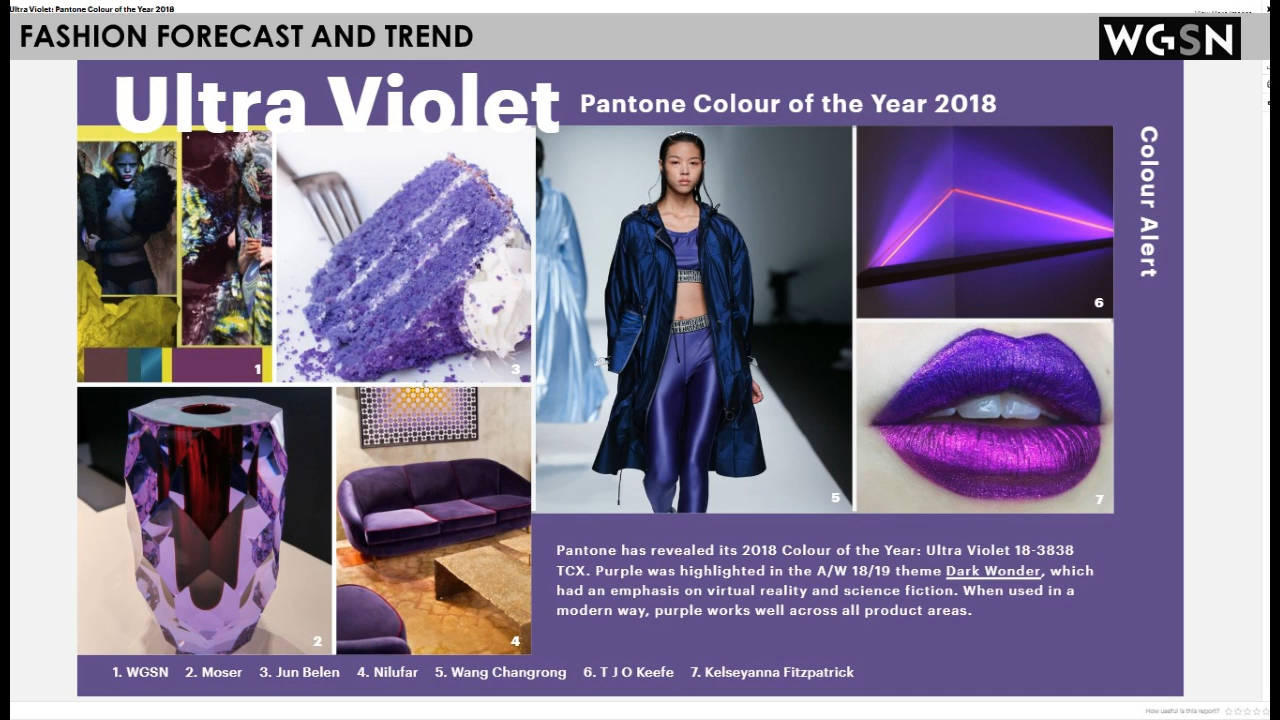 Ultra Violet: Pantone Colour of the Year 2018
FASHION FORECAST AND TREND
WGSN
Ultra Violet
Pantone Colour of the Year 2018
Colour Alert
1
3
5
6
7
2
4
Pantone has revealed its 2018 Colour of the Year: Ultra Violet 18-3838
TCX. Purple was highlighted in the A/W 18/19 theme Dark Wonder, which
had an emphasis on virtual reality and science fiction. When used in a
modern way, purple works well across all product areas.
1. WGSN 2. Moser 3. Jun Belen 4. Nilufar 5. Wang Changrong 6. T J O Keefe 7. Kelseyanna Fitzpatrick
How useful is this report?